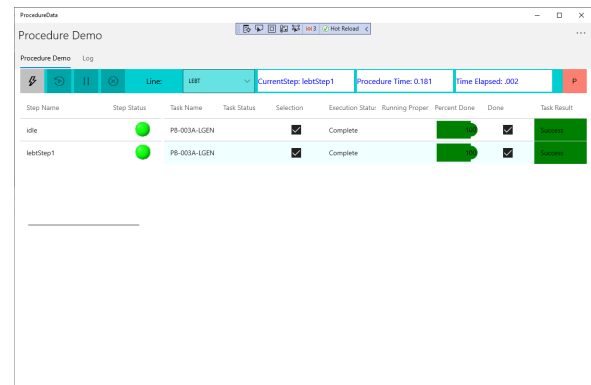 ProcedureData
Procedure Demo
3 Hot Reload
Procedure Demo Log
Line: LEBT CurrentStep: lebtStep1 Procedure Time: 0.181 Time Elapsed: .002 P
Step Name Step Status Task Name Task Status Selection Execution Status Running Proper Percent Done Done Task Result
idle P8-003A-LGEN Complete 100 Success
lebtStep1 P8-003A-LGEN Complete 100 Success